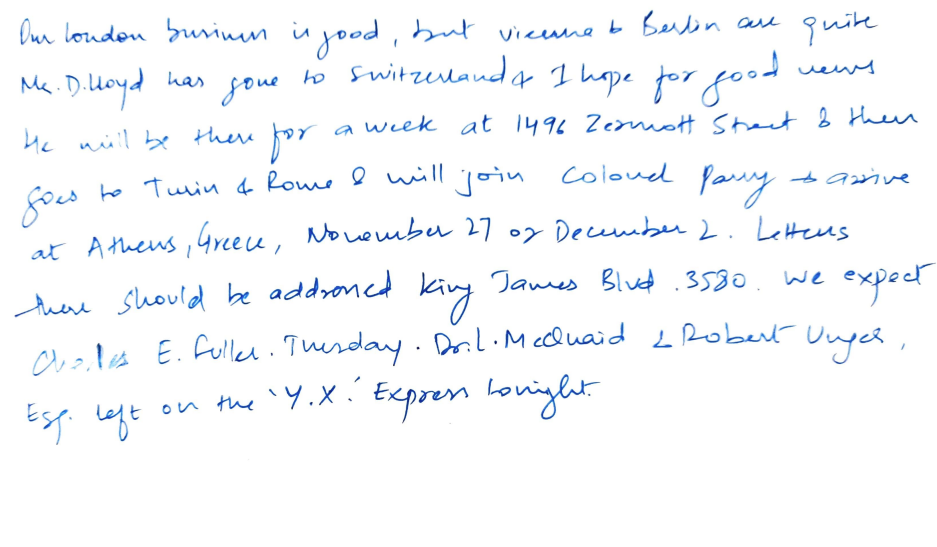 Our London business is good, but vienna & Berlin are quite
Mr. D. Lloyd has gone to Switzerland & I hope for good news
He will be there for a week at 1496 Zermott Street & then
goes to Turin & Rome & will join Colonel Parry & arrive
at Athens, Greece, November 27 or December 2. Letters
there should be addressed king James Blvd. 3580. We expect
Charles E. Fuller. Tuesday. Dr. L. McQuaid & Robert Unger,
Esq. left on the 'Y.X.' Express tonight.